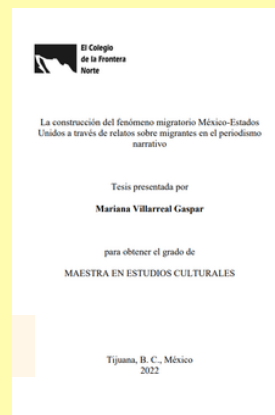 El Colegio
de la Frontera
Norte
La construcción del fenómeno migratorio México-Estados
Unidos a través de relatos sobre migrantes en el periodismo
narrativo
Tesis presentada por
Mariana Villarreal Gaspar
para obtener el grado de
MAESTRA EN ESTUDIOS CULTURALES
Tijuana, B. C., México
2022